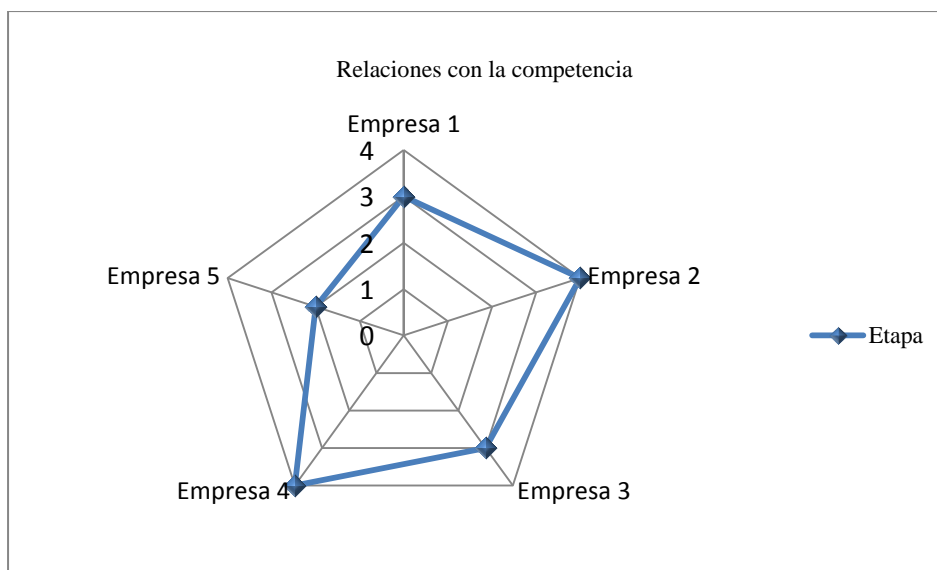 Relaciones con la competencia
Empresa 1
4
3
2
1
0
Empresa 2
Empresa 3
Empresa 4
Empresa 5
Etapa